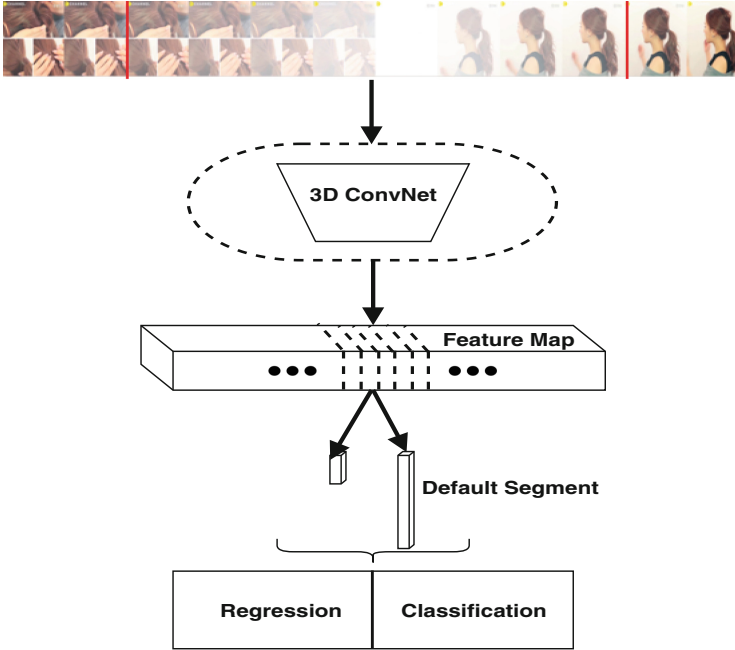 3D ConvNet
Feature Map
Default Segment
Regression
Classification